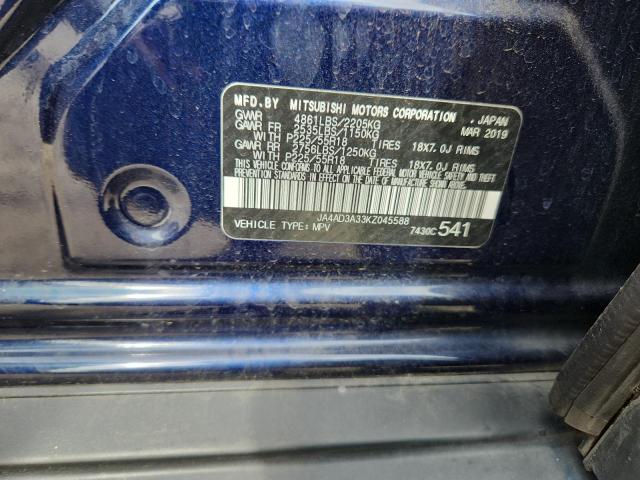 MFD.BY MITSUBISHI MOTORS CORPORATION , JAPAN
GVWR 4861LBS/2205KG MAR 2019
GAWR FR 2535LBS/1150KG
WITH P225/55R18 TIRES 18X7.0J RIMS
GAWR RR 2756LBS/1250KG
WITH P225/55R18 TIRES 18X7.0J RIMS
THIS VEHICLE CONFORMS TO ALL APPLICABLE FEDERAL MOTOR VEHICLE SAFETY, BUMPER AND THEFT
PREVENTION STANDARDS IN EFFECT ON THE DATE OF MANUFACTURE SHOWN ABOVE.
JA4AD3A33KZ045588
VEHICLE TYPE:MPV 7430C 541